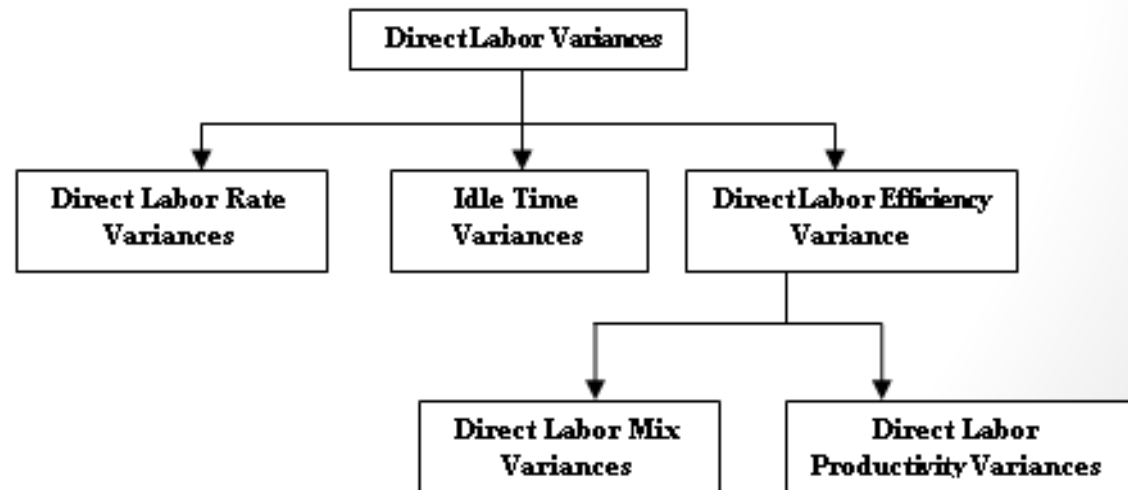 Direct Labor Variances
Direct Labor Rate
Variances
Idle Time
Variances
Direct Labor Efficiency
Variance
Direct Labor Mix
Variances
Direct Labor
Productivity Variances